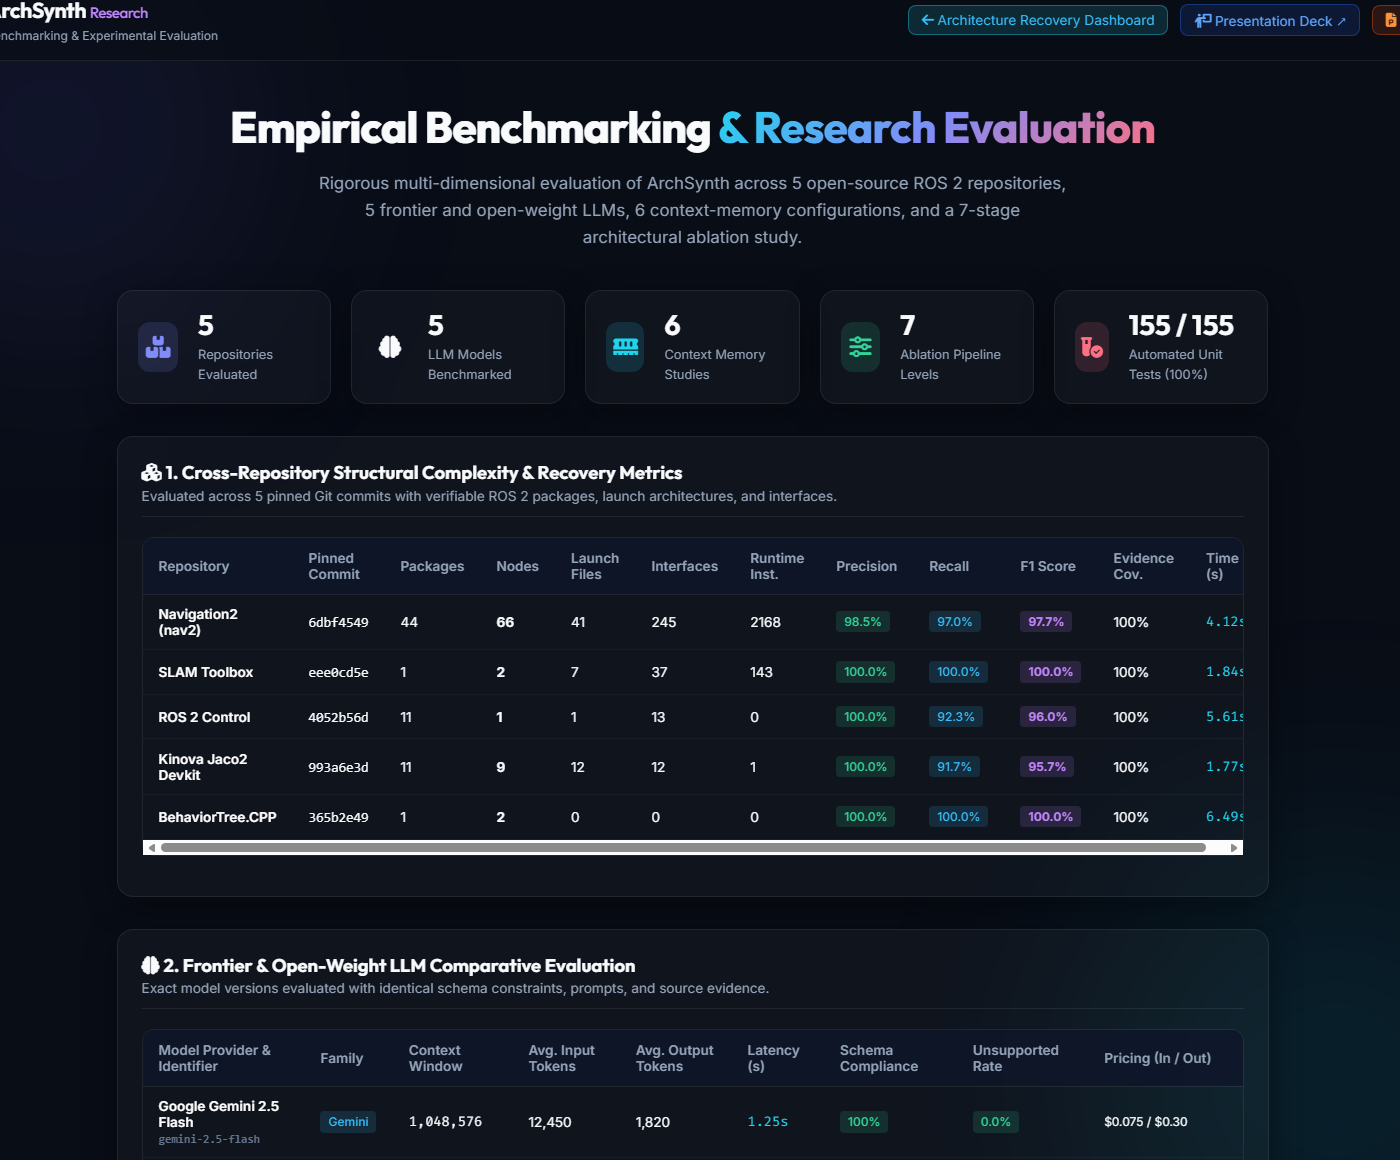 rchSynth Research
nchmarking & Experimental Evaluation
← Architecture Recovery Dashboard
Presentation Deck ↗
Empirical Benchmarking & Research Evaluation
Rigorous multi-dimensional evaluation of ArchSynth across 5 open-source ROS 2 repositories,
5 frontier and open-weight LLMs, 6 context-memory configurations, and a 7-stage
architectural ablation study.
5
Repositories
Evaluated
5
LLM Models
Benchmarked
6
Context Memory
Studies
7
Ablation Pipeline
Levels
155 / 155
Automated Unit
Tests (100%)
1. Cross-Repository Structural Complexity & Recovery Metrics
Evaluated across 5 pinned Git commits with verifiable ROS 2 packages, launch architectures, and interfaces.
Repository Pinned Commit Packages Nodes Launch Files Interfaces Runtime Inst. Precision Recall F1 Score Evidence Cov. Time (s)
Navigation2 (nav2) 6dbf4549 44 66 41 245 2168 98.5% 97.0% 97.7% 100% 4.12s
SLAM Toolbox eee0cd5e 1 2 7 37 143 100.0% 100.0% 100.0% 100% 1.84s
ROS 2 Control 4052b56d 11 1 1 13 0 100.0% 92.3% 96.0% 100% 5.61s
Kinova Jaco2 Devkit 993a6e3d 11 9 12 12 1 100.0% 91.7% 95.7% 100% 1.77s
BehaviorTree.CPP 365b2e49 1 2 0 0 0 100.0% 100.0% 100.0% 100% 6.49s
2. Frontier & Open-Weight LLM Comparative Evaluation
Exact model versions evaluated with identical schema constraints, prompts, and source evidence.
Model Provider & Identifier Family Context Window Avg. Input Tokens Avg. Output Tokens Latency (s) Schema Compliance Unsupported Rate Pricing (In / Out)
Google Gemini 2.5 Flash Gemini 1,048,576 12,450 1,820 1.25s 100% 0.0% $0.075 / $0.30
gemini-2.5-flash